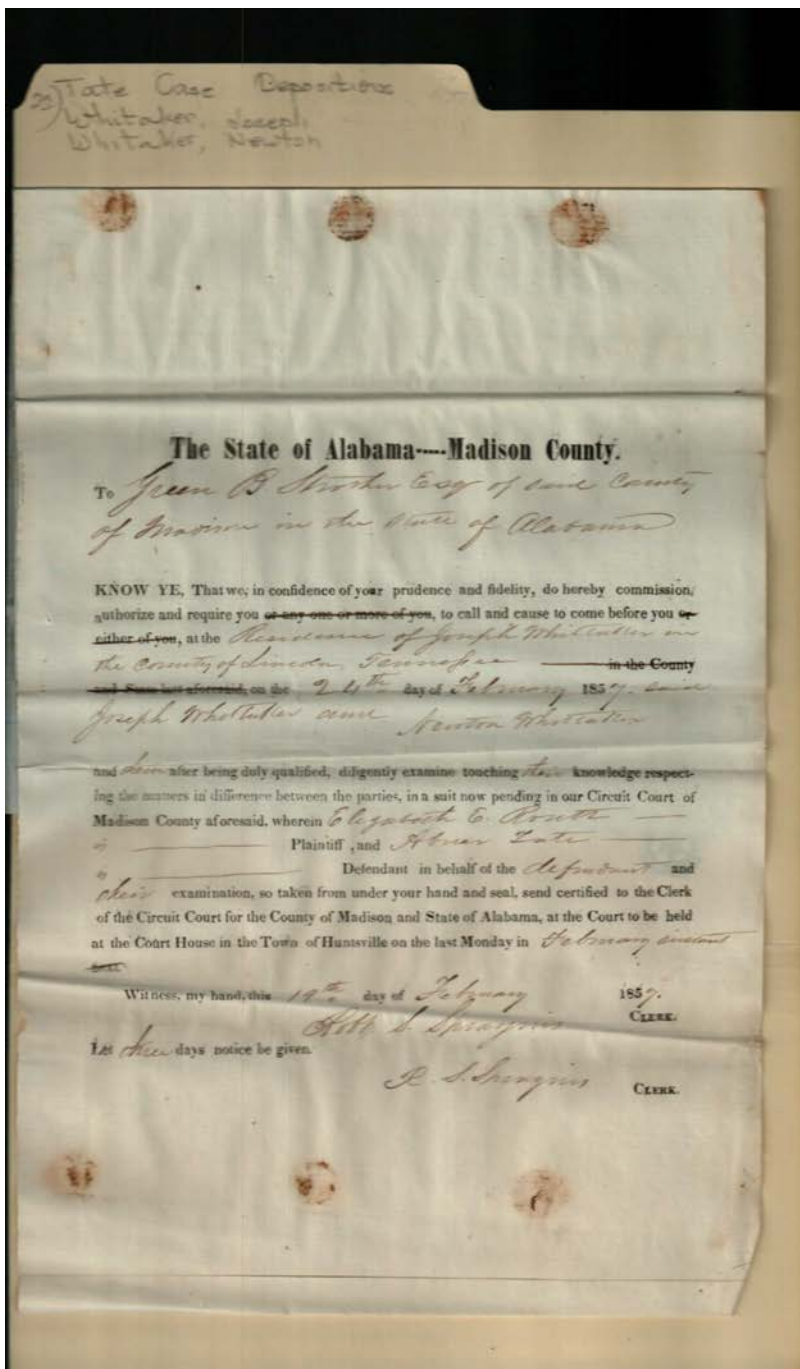 20) Tate Case Depositions
Whitaker, Joseph
Whitaker, Newton
The State of Alabama----Madison County.
To Green B Strother Esq of said County
of Madison in the State of Alabama
KNOW YE, That we, in confidence of your prudence and fidelity, do hereby commission,
authorize and require you or any one or more of you, to call and cause to come before you or
either of you, at the Residence of Joseph Whittaker in
the County of Lincoln, Tennessee in the County
and State last aforesaid, on the 24th day of February 1857. said
Joseph Whittaker and Newton Whittaker
and them after being duly qualified, diligently examine touching their knowledge respect-
ing the matters in difference between the parties, in a suit now pending in our Circuit Court of
Madison County aforesaid, wherein Elizabeth E. Routt
is Plaintiff, and Abner Tate
is Defendant in behalf of the defendant and
their examination, so taken from under your hand and seal, send certified to the Clerk
of the Circuit Court for the County of Madison and State of Alabama, at the Court to be held
at the Court House in the Town of Huntsville on the last Monday in February instant
next.
Witness, my hand, this 19th day of February 1857.
Robt S. Spragins CLERK.
Let three days notice be given.
R. S. Spragins CLERK.